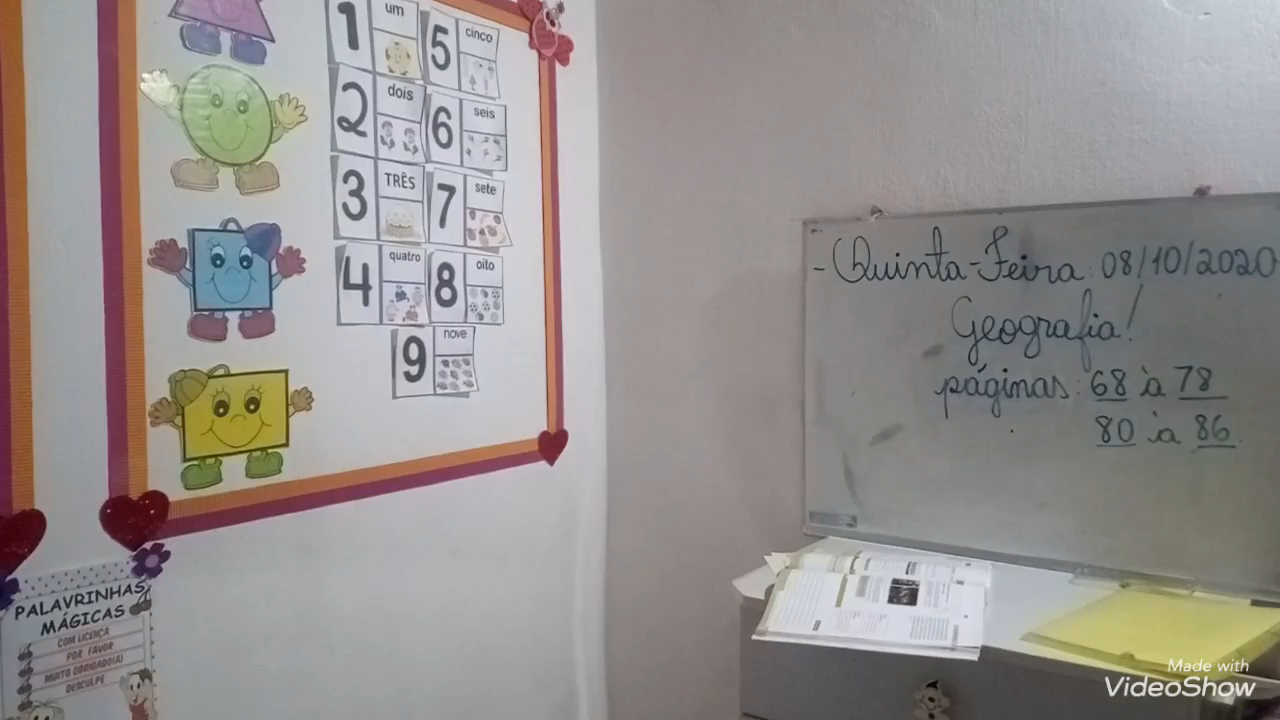 1 um
2 dois
3 TRÊS
4 quatro
5 cinco
6 seis
7 sete
8 oito
9 nove
PALAVRINHAS
MÁGICAS
COM LICENÇA
POR FAVOR
MUITO OBRIGADO(A)
DESCULPE
- Quinta-Feira: 08/10/2020
Geografia!
páginas: 68 à 78
80 à 86.
Made with
VideoShow